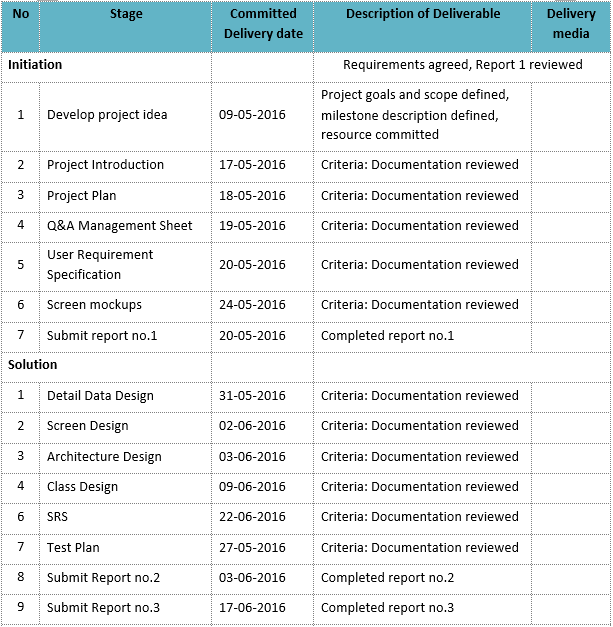 No Stage Committed Delivery date Description of Deliverable Delivery media
Initiation Requirements agreed, Report 1 reviewed
1 Develop project idea 09-05-2016 Project goals and scope defined, milestone description defined, resource committed
2 Project Introduction 17-05-2016 Criteria: Documentation reviewed
3 Project Plan 18-05-2016 Criteria: Documentation reviewed
4 Q&A Management Sheet 19-05-2016 Criteria: Documentation reviewed
5 User Requirement Specification 20-05-2016 Criteria: Documentation reviewed
6 Screen mockups 24-05-2016 Criteria: Documentation reviewed
7 Submit report no.1 20-05-2016 Completed report no.1
Solution
1 Detail Data Design 31-05-2016 Criteria: Documentation reviewed
2 Screen Design 02-06-2016 Criteria: Documentation reviewed
3 Architecture Design 03-06-2016 Criteria: Documentation reviewed
4 Class Design 09-06-2016 Criteria: Documentation reviewed
6 SRS 22-06-2016 Criteria: Documentation reviewed
7 Test Plan 27-05-2016 Criteria: Documentation reviewed
8 Submit Report no.2 03-06-2016 Completed report no.2
9 Submit Report no.3 17-06-2016 Completed report no.3